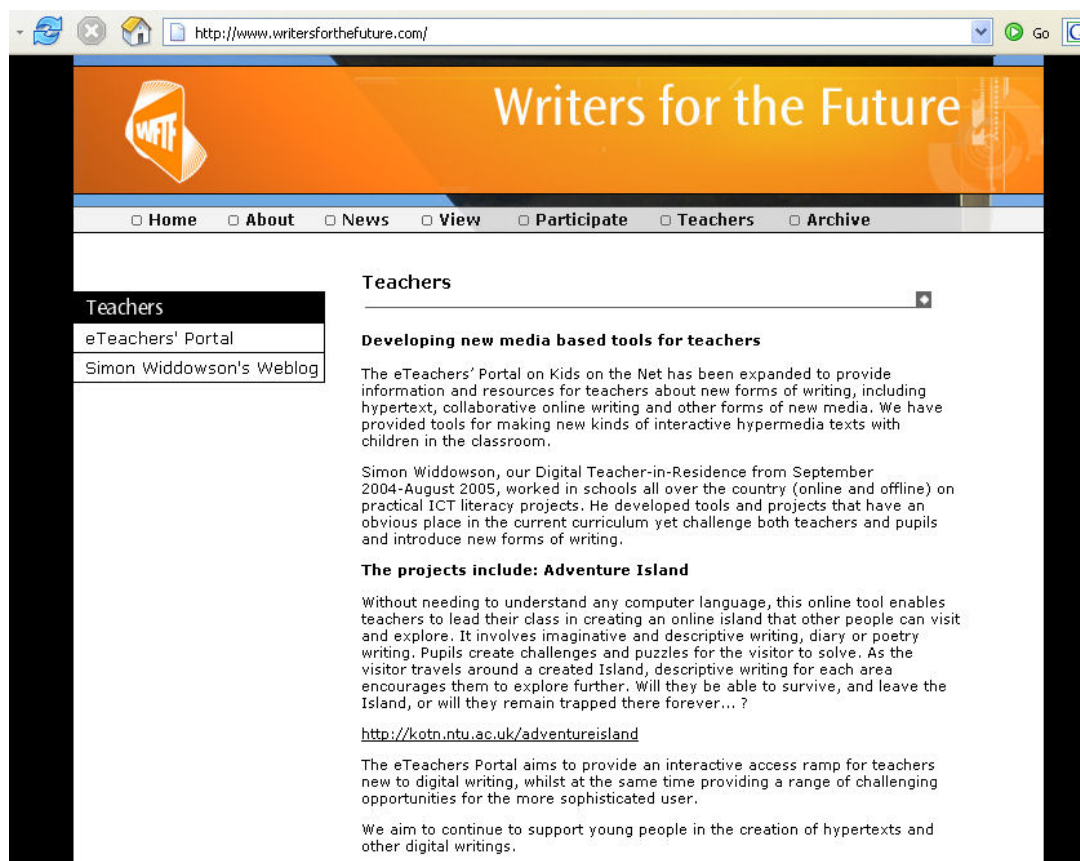 http://www.writersforthefuture.com/
Go
WFTF
Writers for the Future
Home About News View Participate Teachers Archive
Teachers
eTeachers' Portal
Simon Widdowson's Weblog
Teachers
Developing new media based tools for teachers
The eTeachers’ Portal on Kids on the Net has been expanded to provide
information and resources for teachers about new forms of writing, including
hypertext, collaborative online writing and other forms of new media. We have
provided tools for making new kinds of interactive hypermedia texts with
children in the classroom.
Simon Widdowson, our Digital Teacher-in-Residence from September
2004-August 2005, worked in schools all over the country (online and offline) on
practical ICT literacy projects. He developed tools and projects that have an
obvious place in the current curriculum yet challenge both teachers and pupils
and introduce new forms of writing.
The projects include: Adventure Island
Without needing to understand any computer language, this online tool enables
teachers to lead their class in creating an online island that other people can visit
and explore. It involves imaginative and descriptive writing, diary or poetry
writing. Pupils create challenges and puzzles for the visitor to solve. As the
visitor travels around a created Island, descriptive writing for each area
encourages them to explore further. Will they be able to survive, and leave the
Island, or will they remain trapped there forever... ?
http://kotn.ntu.ac.uk/adventureisland
The eTeachers Portal aims to provide an interactive access ramp for teachers
new to digital writing, whilst at the same time providing a range of challenging
opportunities for the more sophisticated user.
We aim to continue to support young people in the creation of hypertexts and
other digital writings.